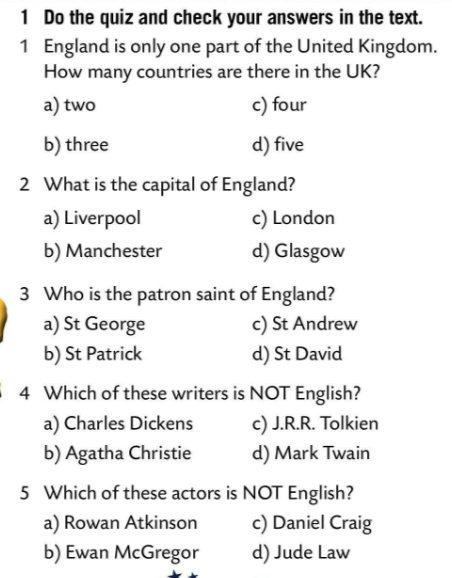 1 Do the quiz and check your answers in the text.
1 England is only one part of the United Kingdom.
How many countries are there in the UK?
a) two c) four
b) three d) five
2 What is the capital of England?
a) Liverpool c) London
b) Manchester d) Glasgow
3 Who is the patron saint of England?
a) St George c) St Andrew
b) St Patrick d) St David
4 Which of these writers is NOT English?
a) Charles Dickens c) J.R.R. Tolkien
b) Agatha Christie d) Mark Twain
5 Which of these actors is NOT English?
a) Rowan Atkinson c) Daniel Craig
b) Ewan McGregor d) Jude Law